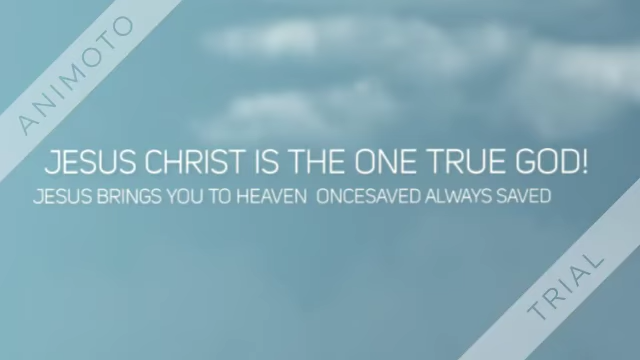 ANIMOTO
JESUS CHRIST IS THE ONE TRUE GOD!
JESUS BRINGS YOU TO HEAVEN ONCESAVED ALWAYS SAVED
TRIAL